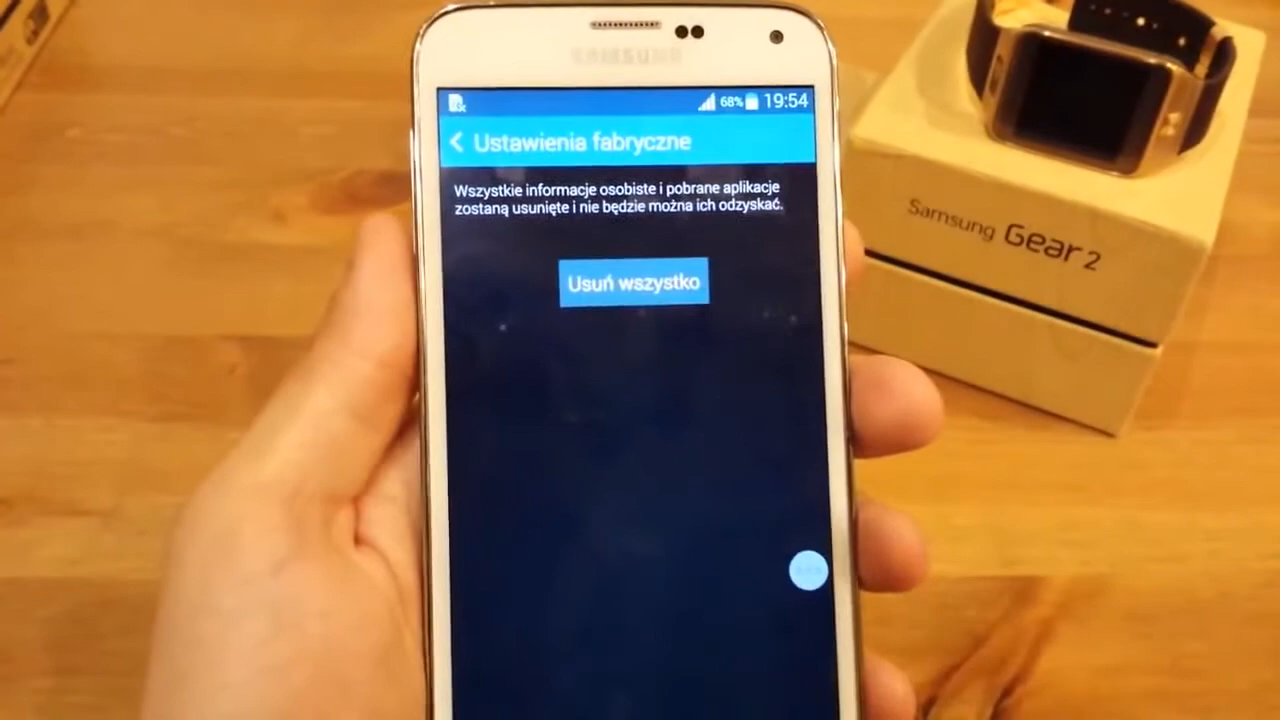 SAMSUNG
68% 19:54
Ustawienia fabryczne
Wszystkie informacje osobiste i pobrane aplikacje
zostaną usunięte i nie będzie można ich odzyskać.
Usuń wszystko
Samsung Gear 2